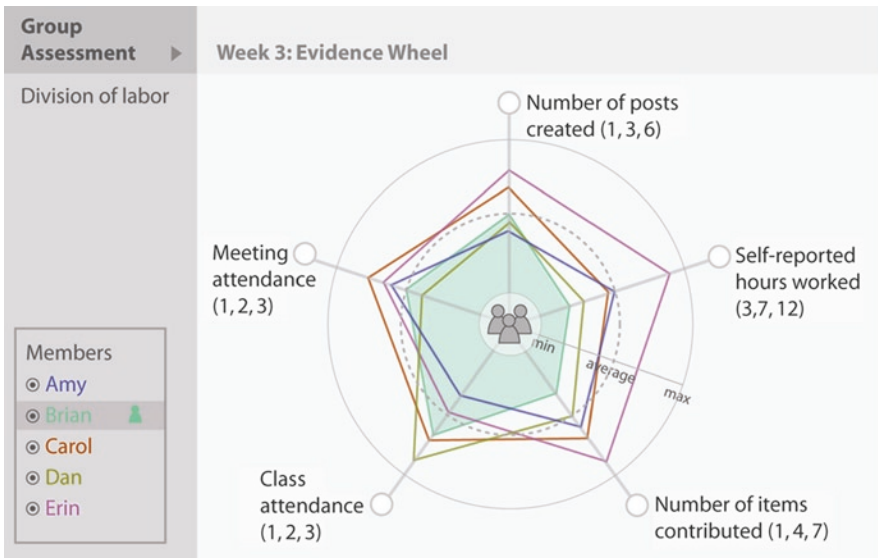 Group
Assessment
Week 3: Evidence Wheel
Division of labor
Number of posts
created (1, 3, 6)
Meeting
attendance
(1, 2, 3)
Self-reported
hours worked
(3,7, 12)
min
average
max
Members
Amy
Brian
Carol
Dan
Erin
Class
attendance
(1, 2, 3)
Number of items
contributed (1, 4, 7)